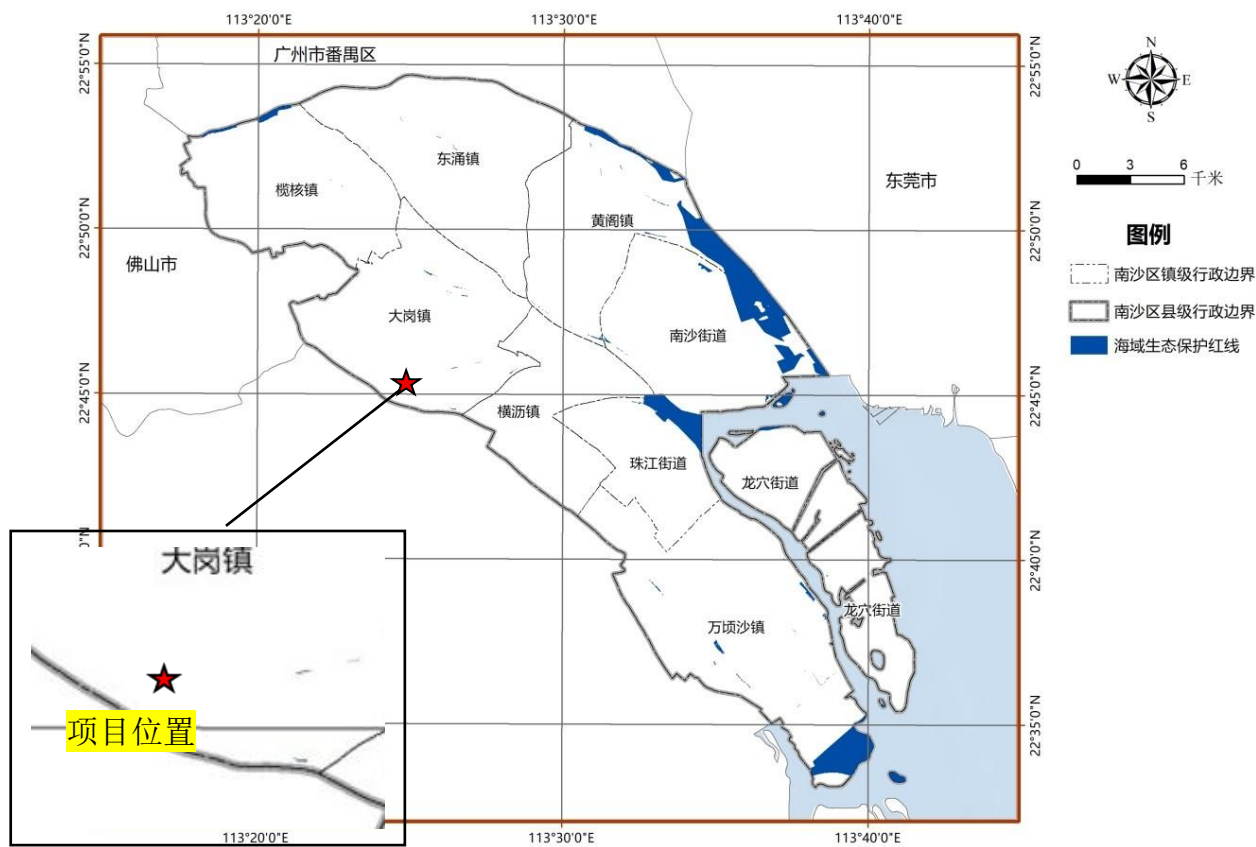 113°20'0"E
113°30'0"E
113°40'0"E
广州市番禺区
22°55'0"N
22°55'0"N
N
W
E
S
东涌镇
榄核镇
东莞市
0 3 6
千米
黄阁镇
22°50'0"N
22°50'0"N
图例
佛山市
南沙区镇级行政边界
大岗镇
南沙区县级行政边界
南沙街道
海域生态保护红线
22°45'0"N
22°45'0"N
横沥镇
珠江街道
龙穴街道
0"N
22°40'0"N
大岗镇
龙穴街道
万顷沙镇
项目位置
22°35'0"N
113°20'0"E
113°30'0"E
113°40'0"E